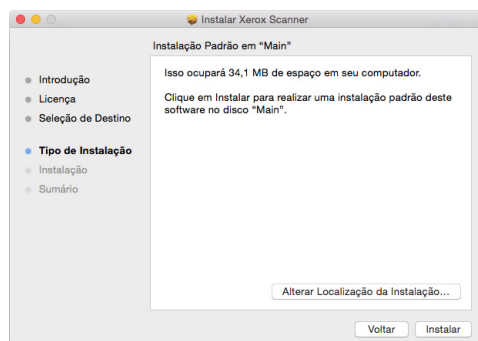 Instalar Xerox Scanner
Instalação Padrão em “Main”
Introdução
Licença
Seleção de Destino
Tipo de Instalação
Instalação
Sumário
Isso ocupará 34,1 MB de espaço em seu computador.
Clique em Instalar para realizar uma instalação padrão deste
software no disco “Main”.
Alterar Localização da Instalação...
Voltar
Instalar